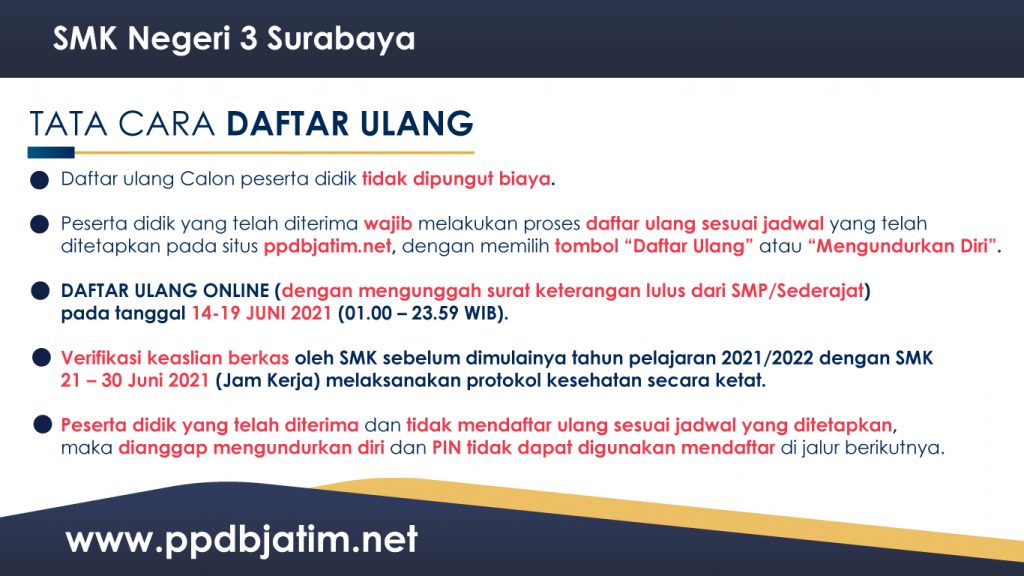 SMK Negeri 3 Surabaya
TATA CARA DAFTAR ULANG
Daftar ulang Calon peserta didik tidak dipungut biaya.
Peserta didik yang telah diterima wajib melakukan proses daftar ulang sesuai jadwal yang telah
ditetapkan pada situs ppdbjatim.net, dengan memilih tombol “Daftar Ulang” atau “Mengundurkan Diri”.
DAFTAR ULANG ONLINE (dengan mengunggah surat keterangan lulus dari SMP/Sederajat)
pada tanggal 14-19 JUNI 2021 (01.00 – 23.59 WIB).
Verifikasi keaslian berkas oleh SMK sebelum dimulainya tahun pelajaran 2021/2022 dengan SMK
21 – 30 Juni 2021 (Jam Kerja) melaksanakan protokol kesehatan secara ketat.
Peserta didik yang telah diterima dan tidak mendaftar ulang sesuai jadwal yang ditetapkan,
maka dianggap mengundurkan diri dan PIN tidak dapat digunakan mendaftar di jalur berikutnya.
www.ppdbjatim.net